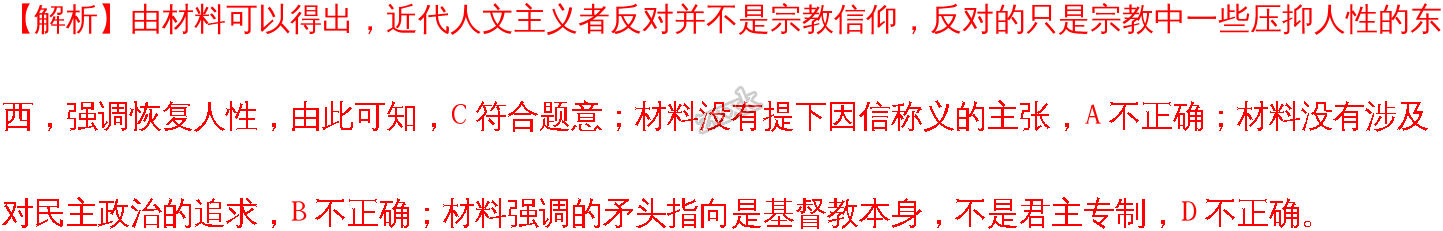 【解析】由材料可以得出，近代人文主义者反对并不是宗教信仰，反对的只是宗教中一些压抑人性的东
西，强调恢复人性，由此可知，C 符合题意；材料没有提下因信称义的主张，A 不正确；材料没有涉及
对民主政治的追求，B 不正确；材料强调的矛头指向是基督教本身，不是君主专制，D 不正确。